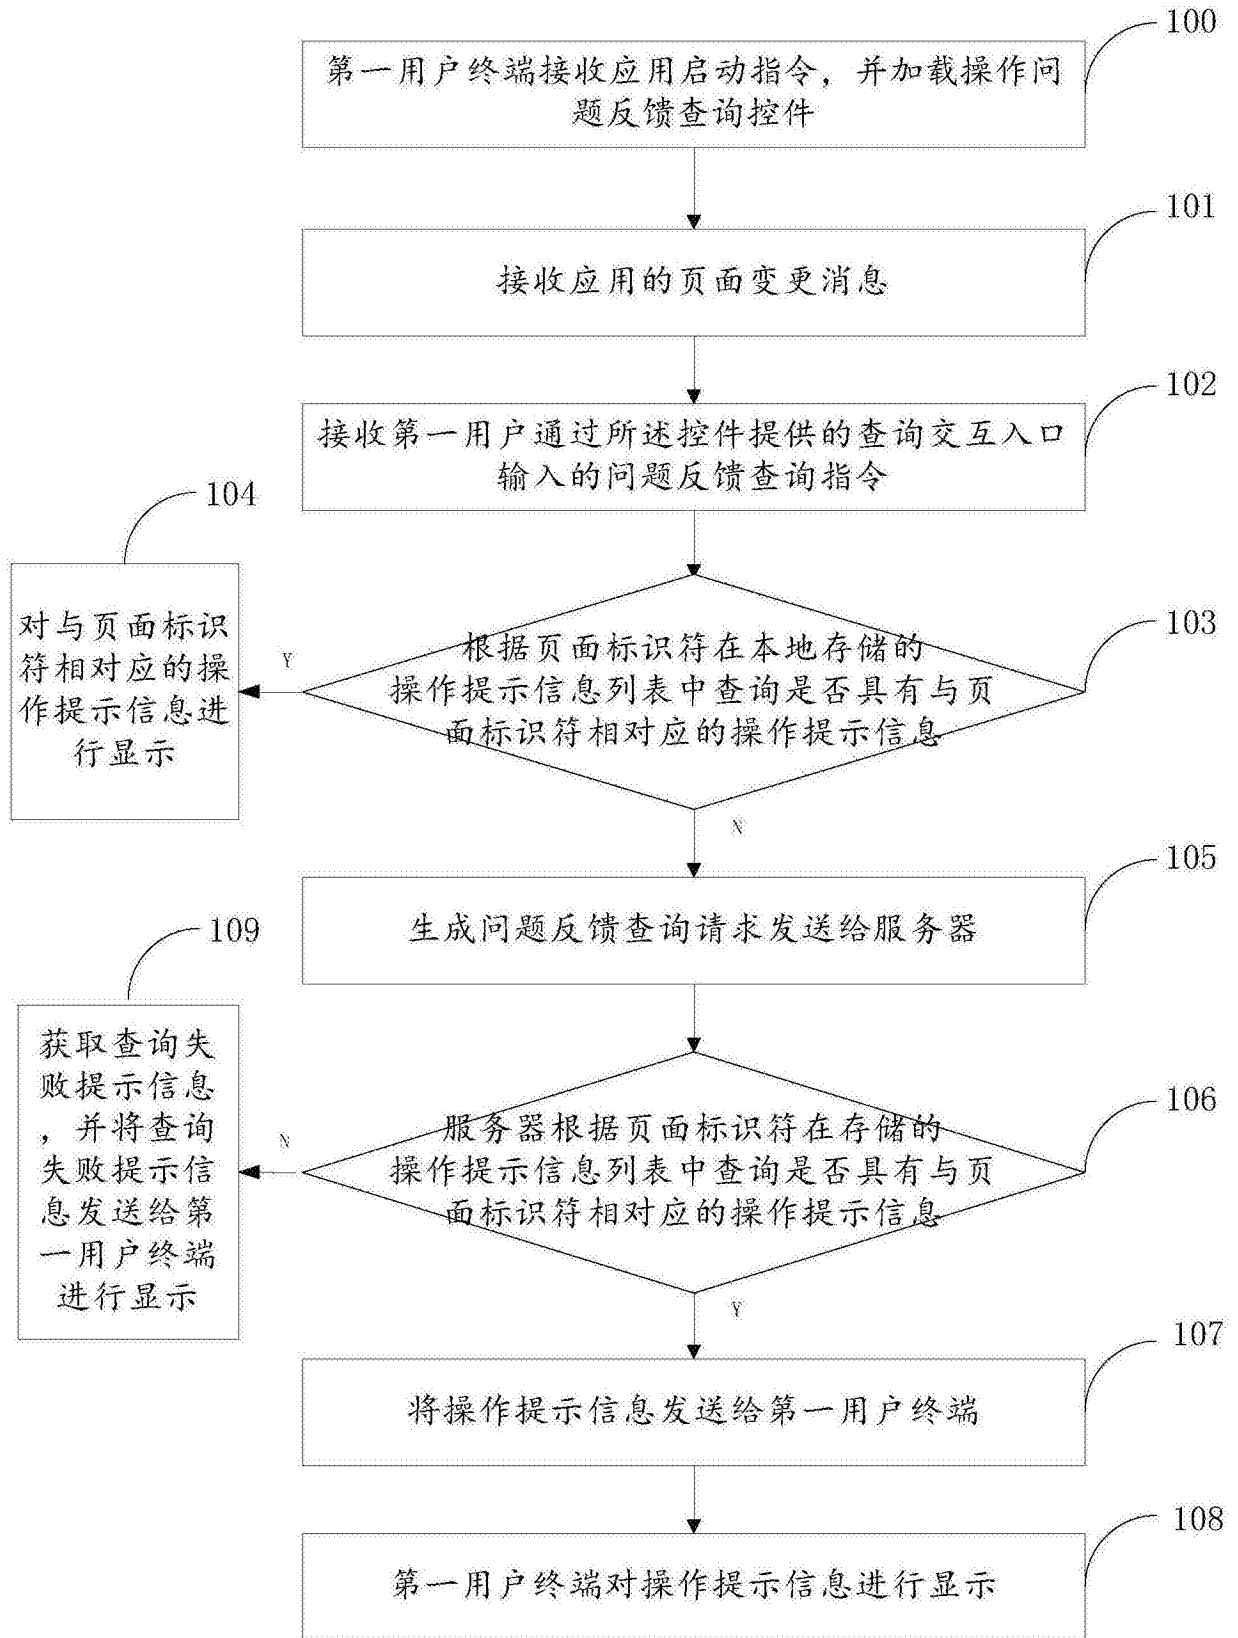 100
第一用户终端接收应用启动指令，并加载操作问
题反馈查询控件
101
接收应用的页面变更消息
102
接收第一用户通过所述控件提供的查询交互入口
输入的问题反馈查询指令
103
根据页面标识符在本地存储的
操作提示信息列表中查询是否具有与页
面标识符相对应的操作提示信息
Y
104
对与页面标识
符相对应的操
作提示信息进
行显示
N
105
生成问题反馈查询请求发送给服务器
106
服务器根据页面标识符在存储的
操作提示信息列表中查询是否具有与页
面标识符相对应的操作提示信息
N
109
获取查询失
败提示信息
，并将查询
失败提示信
息发送给第
一用户终端
进行显示
Y
107
将操作提示信息发送给第一用户终端
108
第一用户终端对操作提示信息进行显示